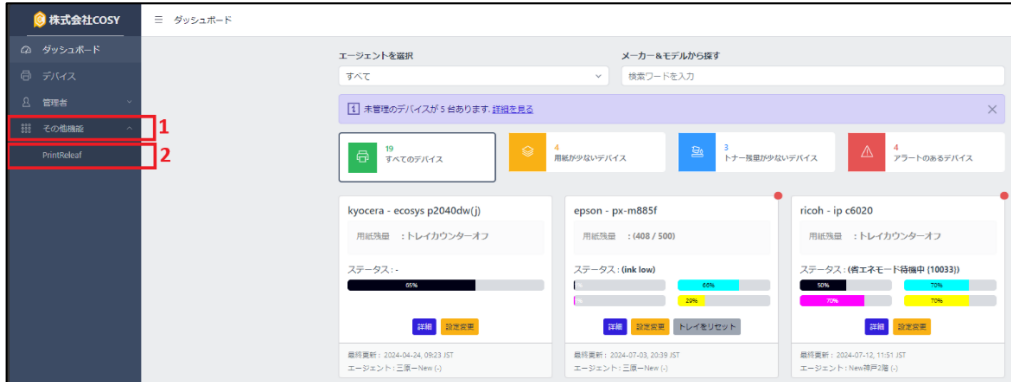 株式会社COSY
ダッシュボード
ダッシュボード
デバイス
管理者
その他機能
1
PrintReleaf
2
エージェントを選択
メーカー＆モデルから探す
すべて
検索ワードを入力
未管理のデバイスが 5 台あります. 詳細を見る
19
すべてのデバイス
4
用紙が少ないデバイス
3
トナー残量が少ないデバイス
4
アラートのあるデバイス
kyocera - ecosys p2040dw(j)
用紙残量 : トレイカウンターオフ
ステータス : -
65%
詳細 設定変更
最終更新 : 2024-04-24, 09:23 JST
エージェント : 三原ーNew (-)
epson - px-m885f
用紙残量 : (408 / 500)
ステータス : (ink low)
66%
29%
詳細 設定変更 トレイをリセット
最終更新 : 2024-07-03, 20:39 JST
エージェント : 三原ーNew (-)
ricoh - ip c6020
用紙残量 : トレイカウンターオフ
ステータス : (省エネモード待機中 (10033))
50% 70%
70% 70%
詳細 設定変更
最終更新 : 2024-07-12, 11:51 JST
エージェント : New神戸2階 (-)